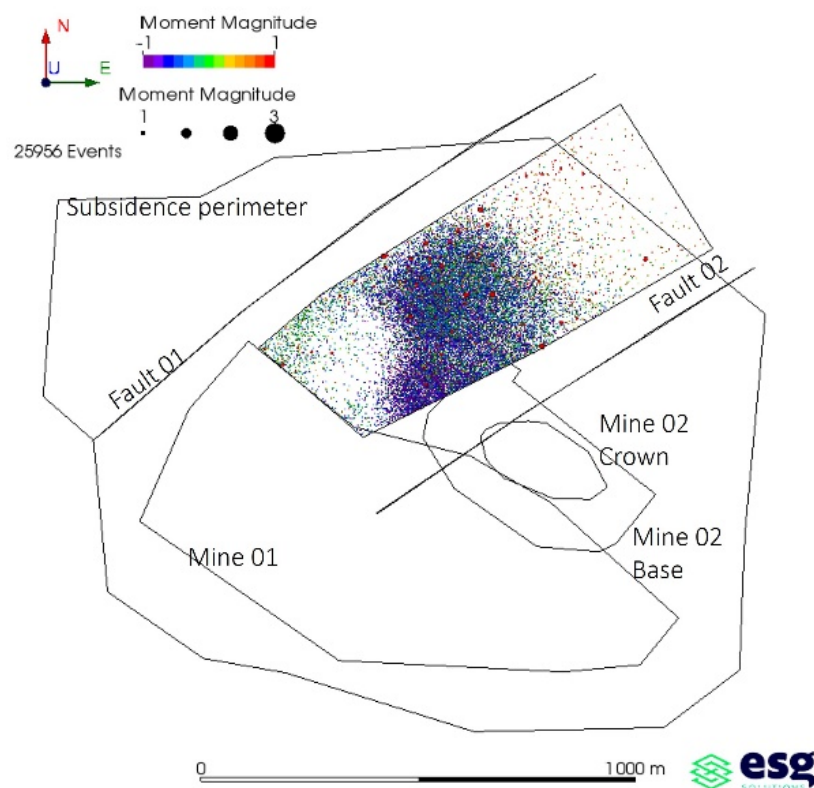 N
U E
Moment Magnitude
-1 1
Moment Magnitude
1 3
25956 Events
Subsidence perimeter
Fault 01
Fault 02
Mine 02
Crown
Mine 01
Mine 02
Base
0 1000 m
esg
SOLUTIONS